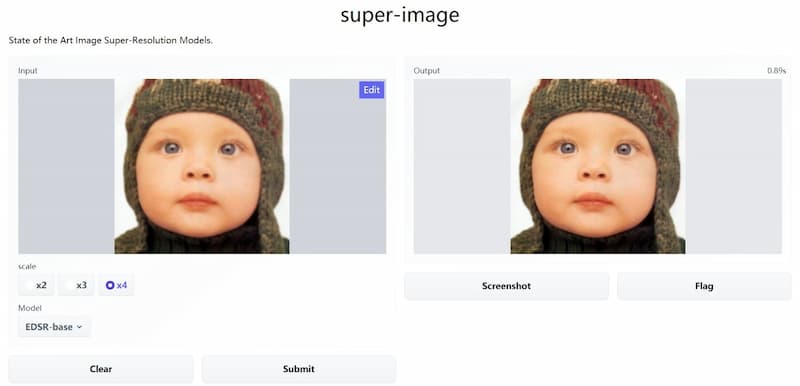 super-image
State of the Art Image Super-Resolution Models.
Input
Edit
scale
x2 x3 x4
Model
EDSR-base
Clear Submit
Output 0.89s
Screenshot Flag